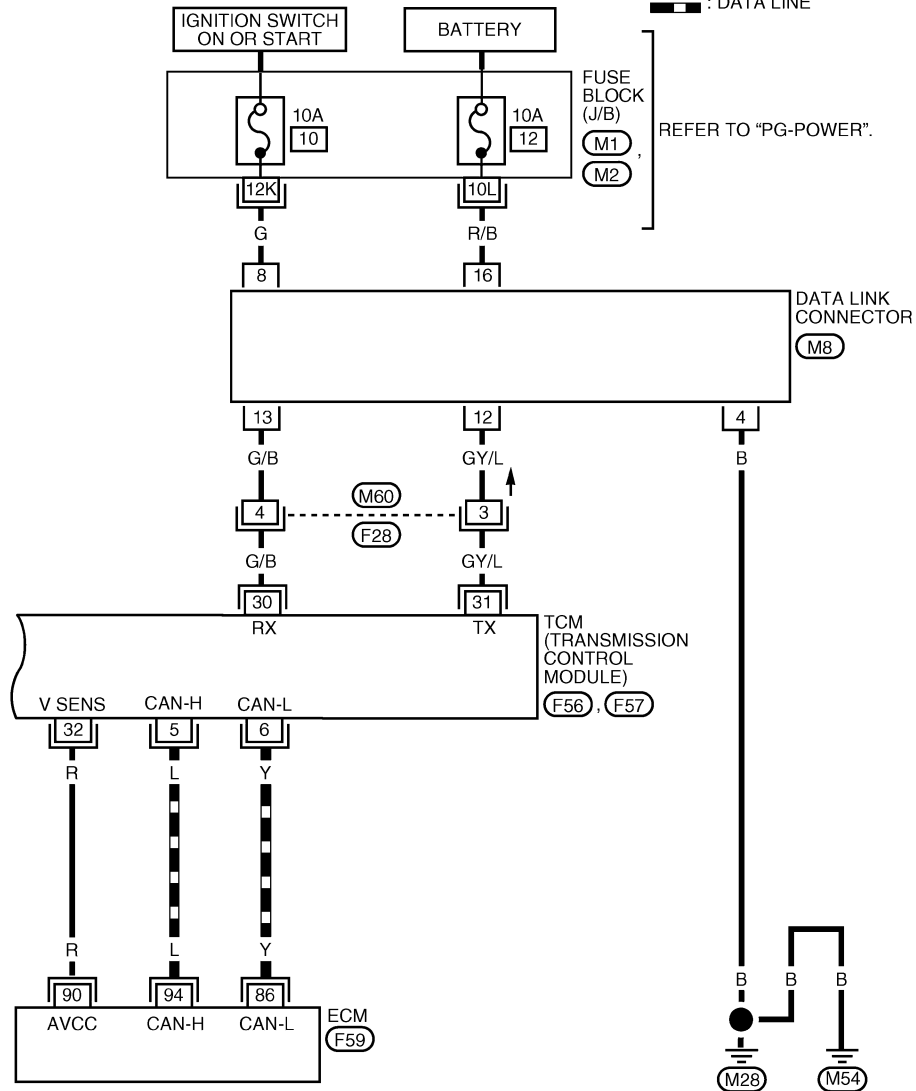 : DATA LINE
IGNITION SWITCH
ON OR START
BATTERY
FUSE
BLOCK
(J/B)
M1 ,
M2
REFER TO “PG-POWER”.
10A
10
10A
12
12K
10L
G
R/B
8
16
DATA LINK
CONNECTOR
M8
13
12
4
G/B
GY/L
B
M60
4
3
F28
G/B
GY/L
30
31
RX
TX
TCM
(TRANSMISSION
CONTROL
MODULE)
F56 , F57
V SENS
CAN-H
CAN-L
32
5
6
R
L
Y
R
L
Y
B
B
B
90
94
86
AVCC
CAN-H
CAN-L
ECM
F59
M28
M54